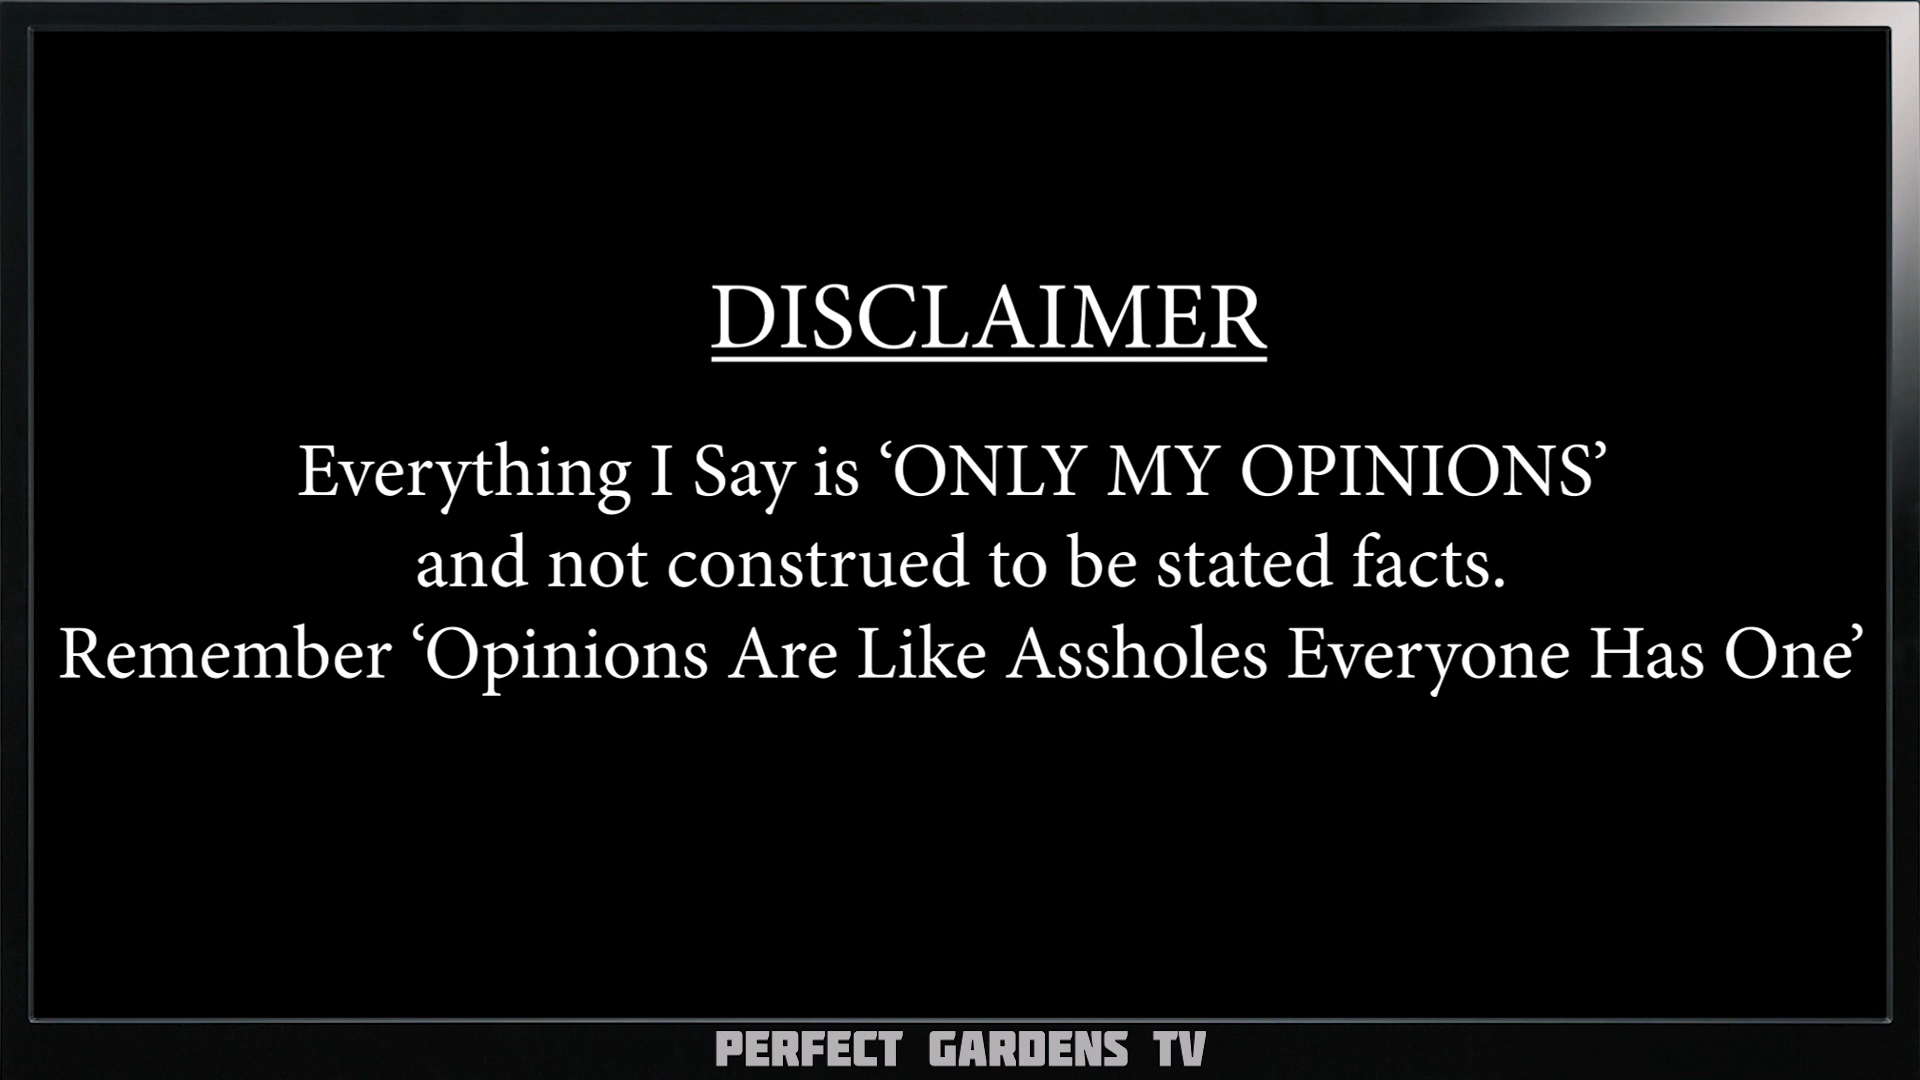 DISCLAIMER
Everything I Say is ‘ONLY MY OPINIONS’
and not construed to be stated facts.
Remember ‘Opinions Are Like Assholes Everyone Has One’
PERFECT GARDENS TV